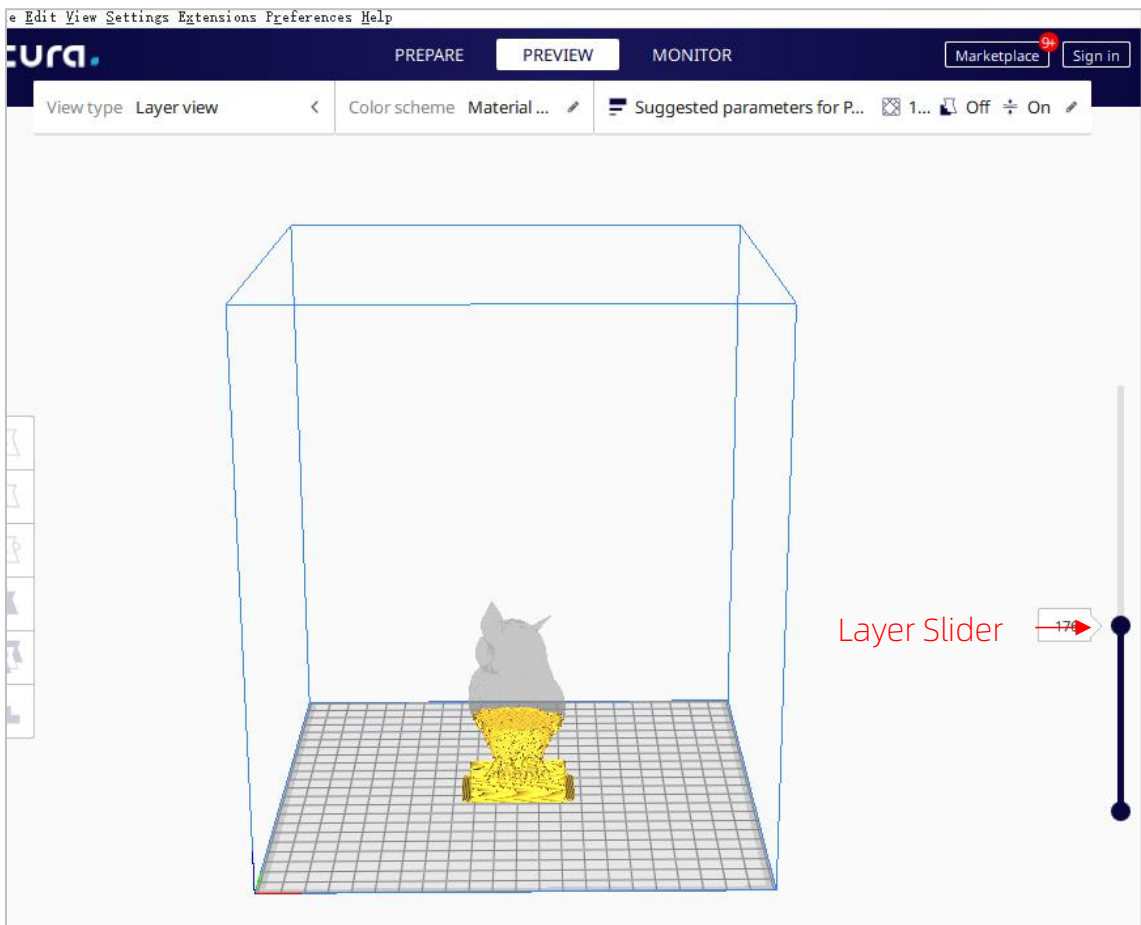 e Edit View Settings Extensions Preferences Help
cura.
PREPARE PREVIEW MONITOR
Marketplace 9+ Sign in
View type Layer view < Color scheme Material ... Suggested parameters for P... 1... Off On
Layer Slider